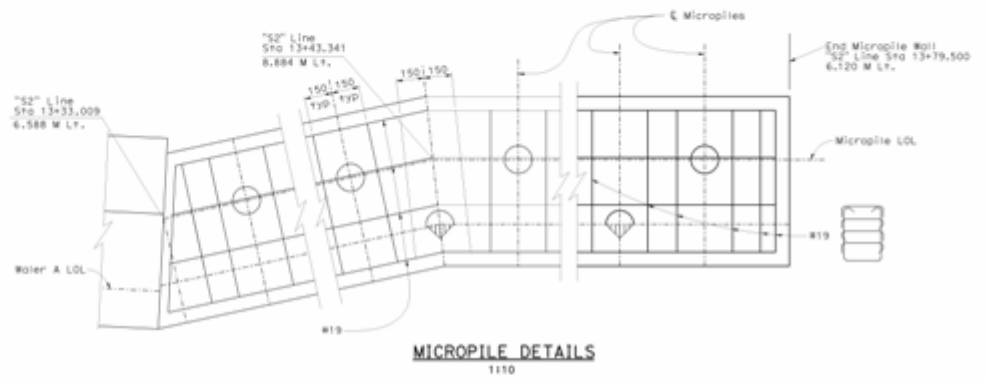 ℄ Micropiles
"S2" Line
Sta 13+43.341
8.884 M Lt.
End Micropile Wall
"S2" Line Sta 13+79.500
6.120 M Lt.
150 150
150 150
TYP TYP
"S2" Line
Sta 13+33.009
6.588 M Lt.
Micropile LOL
#19
Waler A LOL
#19
MICROPILE DETAILS
1:10